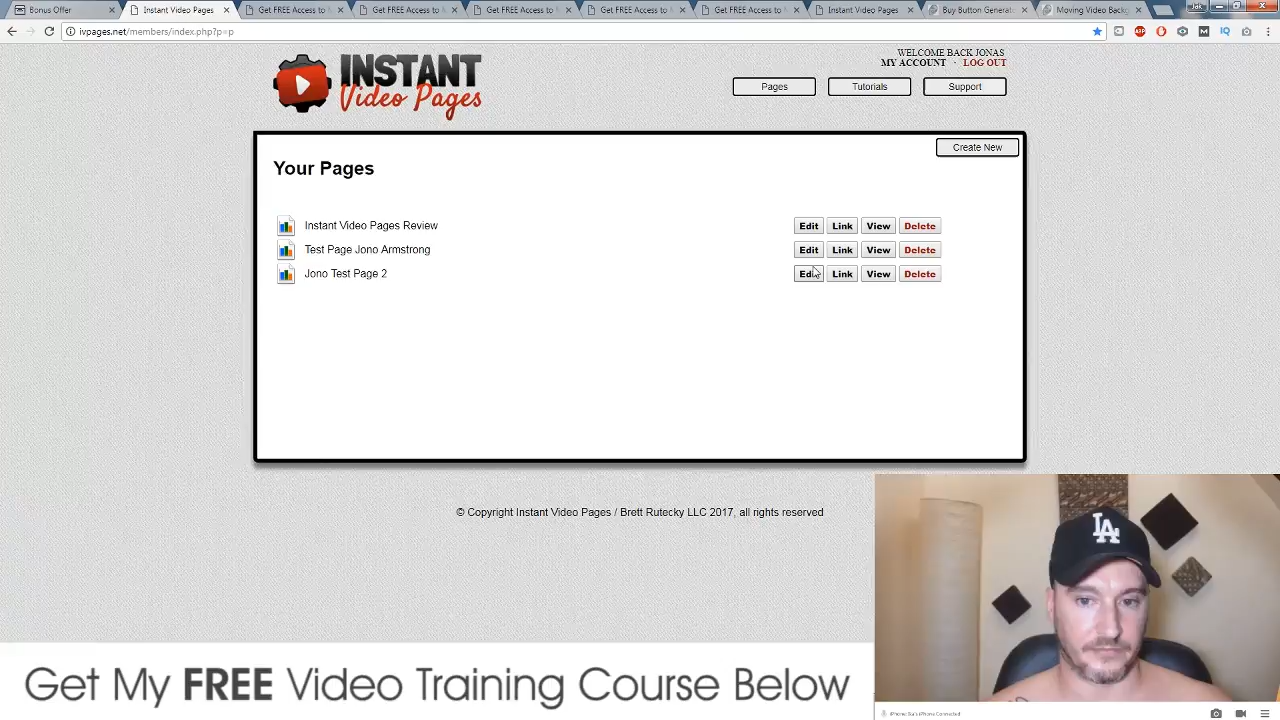 Bonus Offer
Instant Video Pages
Get FREE Access to
Get FREE Access to
Get FREE Access to
Get FREE Access to
Get FREE Access to
Instant Video Pages
Buy Button Generat
Moving Video Backg
Jak
ivpages.net/members/index.php?p=p
INSTANT
Video Pages
WELCOME BACK JONAS
MY ACCOUNT - LOG OUT
Pages
Tutorials
Support
Create New
Your Pages
Instant Video Pages Review
Edit Link View Delete
Test Page Jono Armstrong
Edit Link View Delete
Jono Test Page 2
Edit Link View Delete
© Copyright Instant Video Pages / Brett Rutecky LLC 2017, all rights reserved
LA
Get My FREE Video Training Course Below